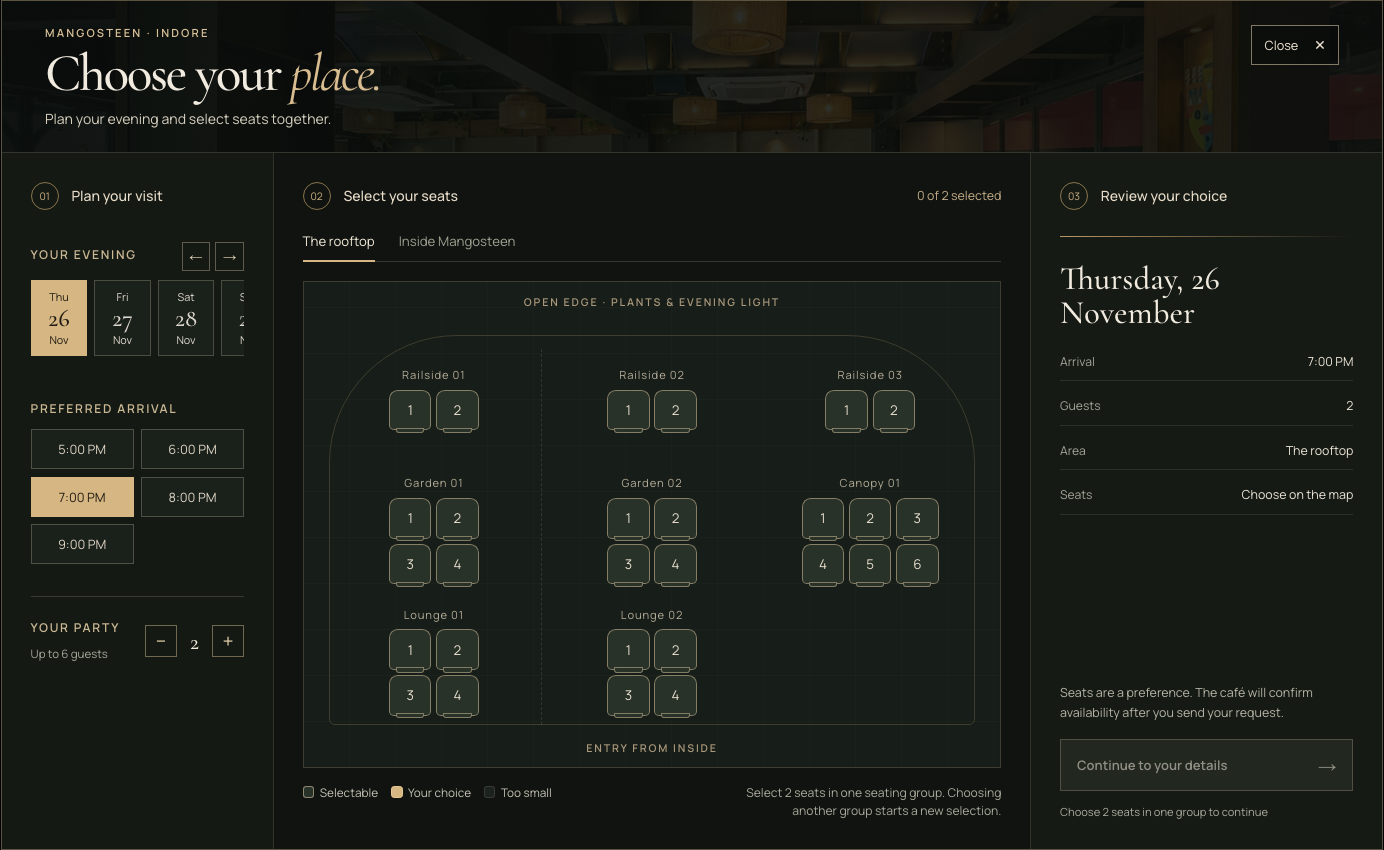 MANGOSTEEN · INDORE
Choose your place.
Plan your evening and select seats together.
Close ✕
01 Plan your visit
YOUR EVENING ← →
Thu 26 Nov
Fri 27 Nov
Sat 28 Nov
PREFERRED ARRIVAL
5:00 PM 6:00 PM
7:00 PM 8:00 PM
9:00 PM
YOUR PARTY
Up to 6 guests
− 2 +
02 Select your seats
0 of 2 selected
The rooftop Inside Mangosteen
OPEN EDGE · PLANTS & EVENING LIGHT
Railside 01 Railside 02 Railside 03
1 2 1 2 1 2
Garden 01 Garden 02 Canopy 01
1 2 1 2 1 2 3
3 4 3 4 4 5 6
Lounge 01 Lounge 02
1 2 1 2
3 4 3 4
ENTRY FROM INSIDE
Selectable Your choice Too small
Select 2 seats in one seating group. Choosing
another group starts a new selection.
03 Review your choice
Thursday, 26
November
Arrival 7:00 PM
Guests 2
Area The rooftop
Seats Choose on the map
Seats are a preference. The café will confirm
availability after you send your request.
Continue to your details →
Choose 2 seats in one group to continue